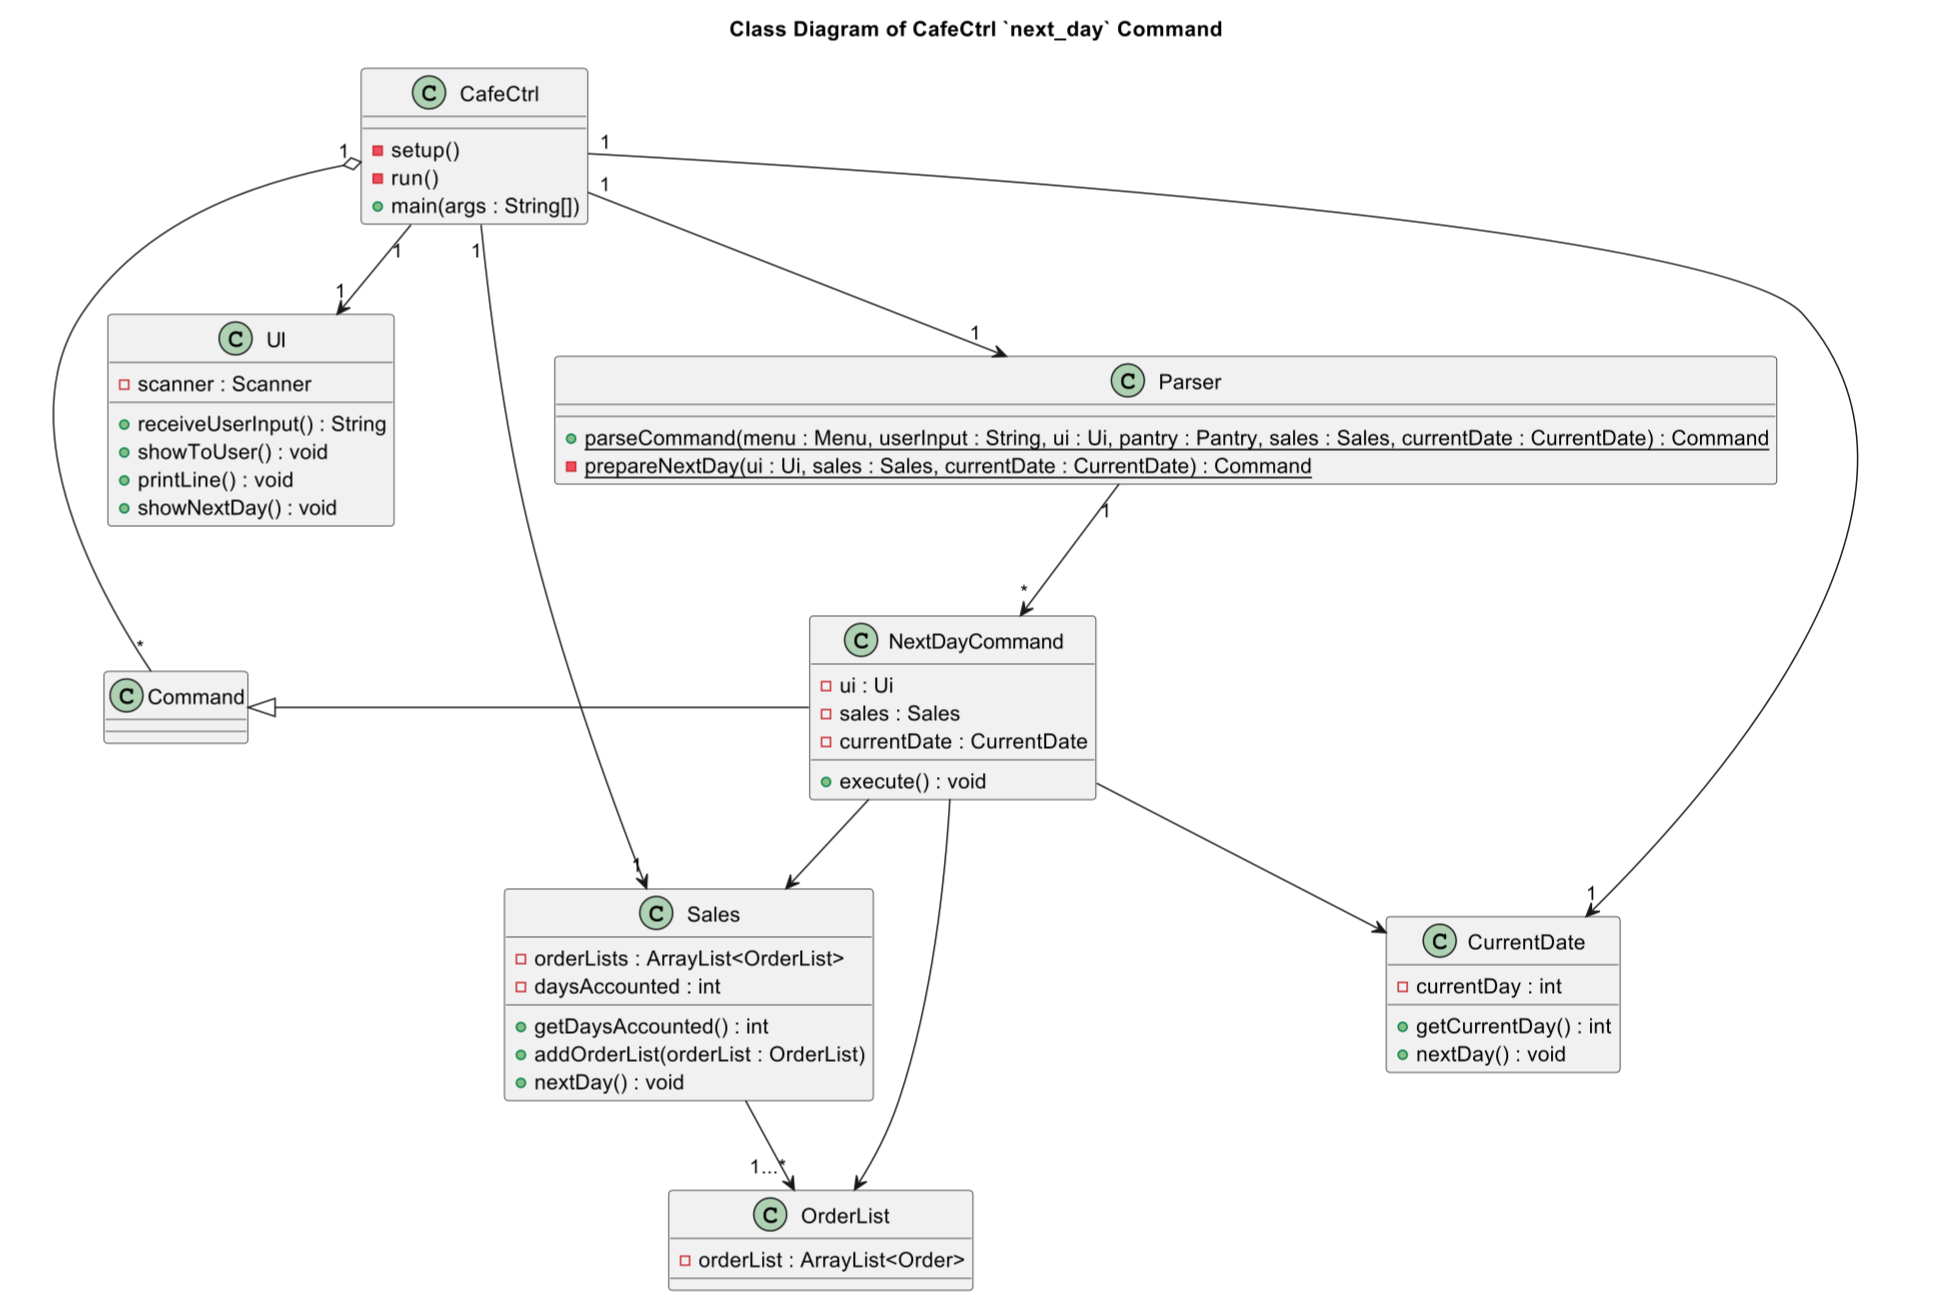 Class Diagram of CafeCtrl `next_day` Command
C CafeCtrl
setup()
run()
main(args : String[])
1
1
1
1
1
1
C UI
scanner : Scanner
receiveUserInput() : String
showToUser() : void
printLine() : void
showNextDay() : void
1
1
C Parser
parseCommand(menu : Menu, userInput : String, ui : Ui, pantry : Pantry, sales : Sales, currentDate : CurrentDate) : Command
prepareNextDay(ui : Ui, sales : Sales, currentDate : CurrentDate) : Command
*
*
C Command
C NextDayCommand
ui : Ui
sales : Sales
currentDate : CurrentDate
execute() : void
1
1
C Sales
orderLists : ArrayList<OrderList>
daysAccounted : int
getDaysAccounted() : int
addOrderList(orderList : OrderList)
nextDay() : void
C CurrentDate
currentDay : int
getCurrentDay() : int
nextDay() : void
1...*
C OrderList
orderList : ArrayList<Order>